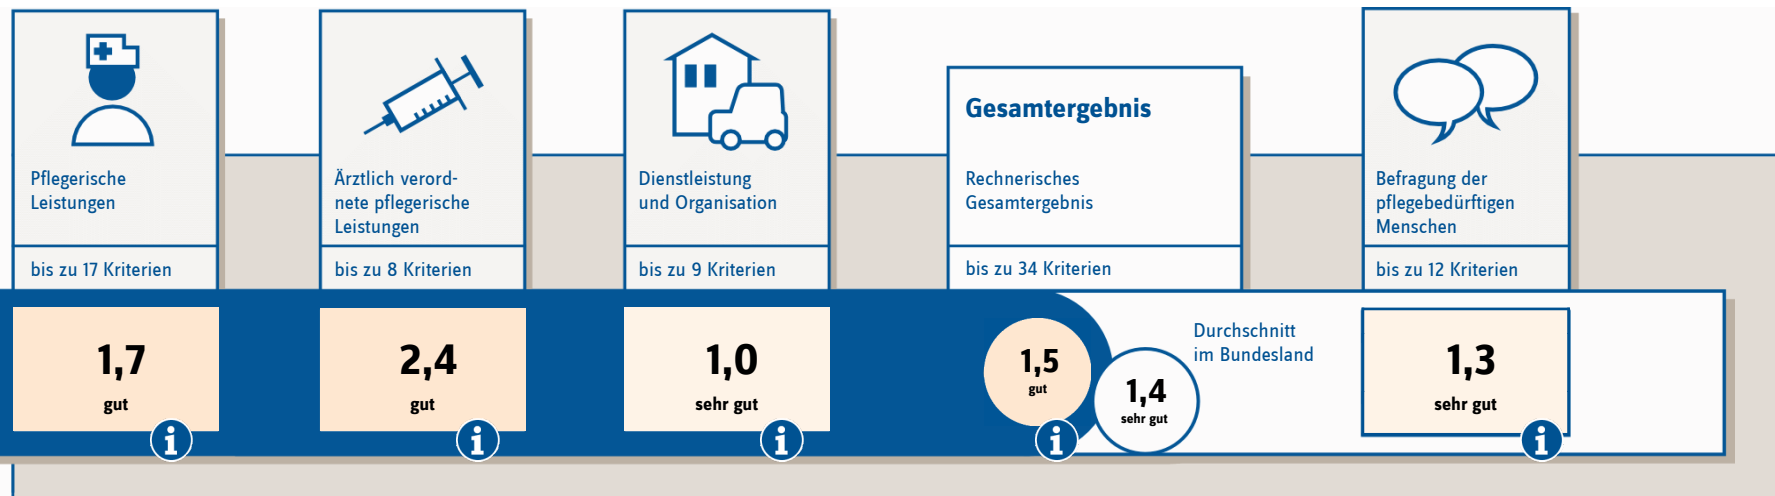 Pflegerische
Leistungen
bis zu 17 Kriterien
1,7
gut
i
Ärztlich verord-
nete pflegerische
Leistungen
bis zu 8 Kriterien
2,4
gut
i
Dienstleistung
und Organisation
bis zu 9 Kriterien
1,0
sehr gut
i
Gesamtergebnis
Rechnerisches
Gesamtergebnis
bis zu 34 Kriterien
1,5
gut
i
1,4
sehr gut
Durchschnitt
im Bundesland
Befragung der
pflegebedürftigen
Menschen
bis zu 12 Kriterien
1,3
sehr gut
i